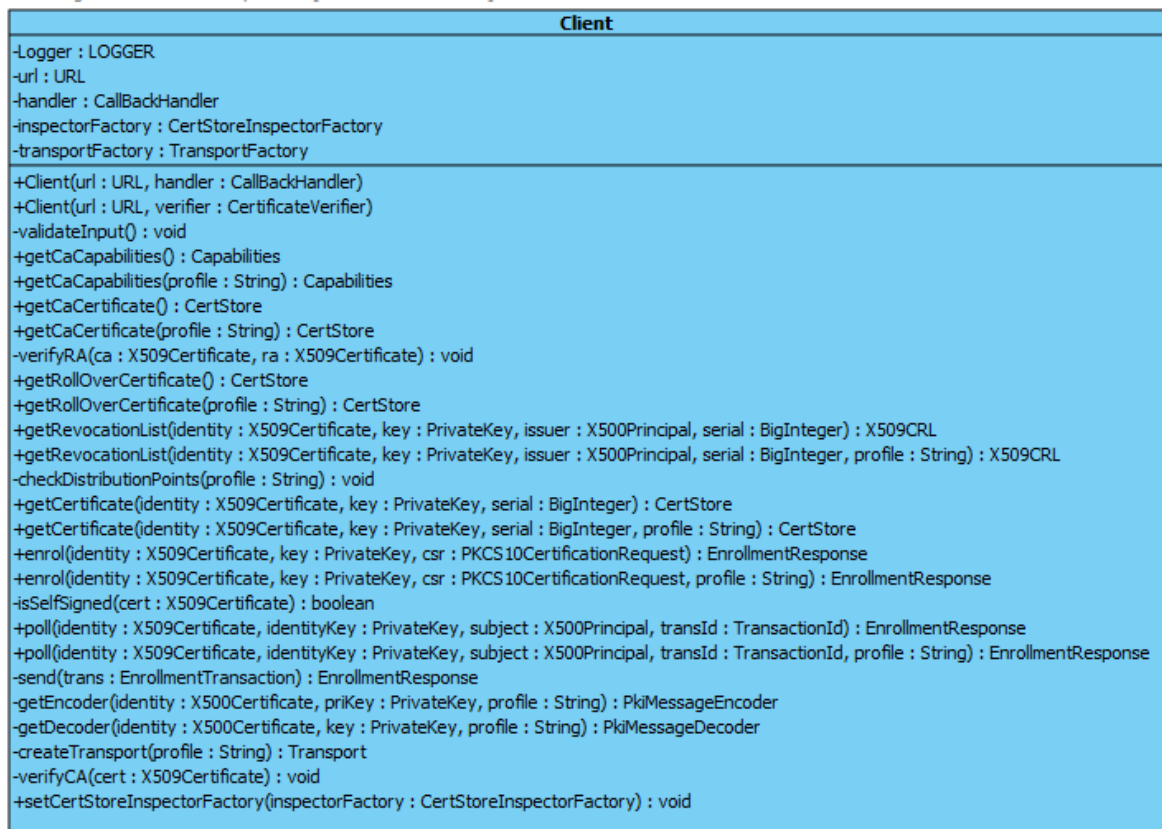 Client
-Logger : LOGGER
-url : URL
-handler : CallBackHandler
-inspectorFactory : CertStoreInspectorFactory
-transportFactory : TransportFactory
+Client(url : URL, handler : CallBackHandler)
+Client(url : URL, verifier : CertificateVerifier)
-validateInput() : void
+getCaCapabilities() : Capabilities
+getCaCapabilities(profile : String) : Capabilities
+getCaCertificate() : CertStore
+getCaCertificate(profile : String) : CertStore
-verifyRA(ca : X509Certificate, ra : X509Certificate) : void
+getRollOverCertificate() : CertStore
+getRollOverCertificate(profile : String) : CertStore
+getRevocationList(identity : X509Certificate, key : PrivateKey, issuer : X500Principal, serial : BigInteger) : X509CRL
+getRevocationList(identity : X509Certificate, key : PrivateKey, issuer : X500Principal, serial : BigInteger, profile : String) : X509CRL
-checkDistributionPoints(profile : String) : void
+getCertificate(identity : X509Certificate, key : PrivateKey, serial : BigInteger) : CertStore
+getCertificate(identity : X509Certificate, key : PrivateKey, serial : BigInteger, profile : String) : CertStore
+enrol(identity : X509Certificate, key : PrivateKey, csr : PKCS10CertificationRequest) : EnrollmentResponse
+enrol(identity : X509Certificate, key : PrivateKey, csr : PKCS10CertificationRequest, profile : String) : EnrollmentResponse
-isSelfSigned(cert : X509Certificate) : boolean
+poll(identity : X509Certificate, identityKey : PrivateKey, subject : X500Principal, transId : TransactionId) : EnrollmentResponse
+poll(identity : X509Certificate, identityKey : PrivateKey, subject : X500Principal, transId : TransactionId, profile : String) : EnrollmentResponse
-send(trans : EnrollmentTransaction) : EnrollmentResponse
-getEncoder(identity : X500Certificate, priKey : PrivateKey, profile : String) : PkiMessageEncoder
-getDecoder(identity : X500Certificate, key : PrivateKey, profile : String) : PkiMessageDecoder
-createTransport(profile : String) : Transport
-verifyCA(cert : X509Certificate) : void
+setCertStoreInspectorFactory(inspectorFactory : CertStoreInspectorFactory) : void